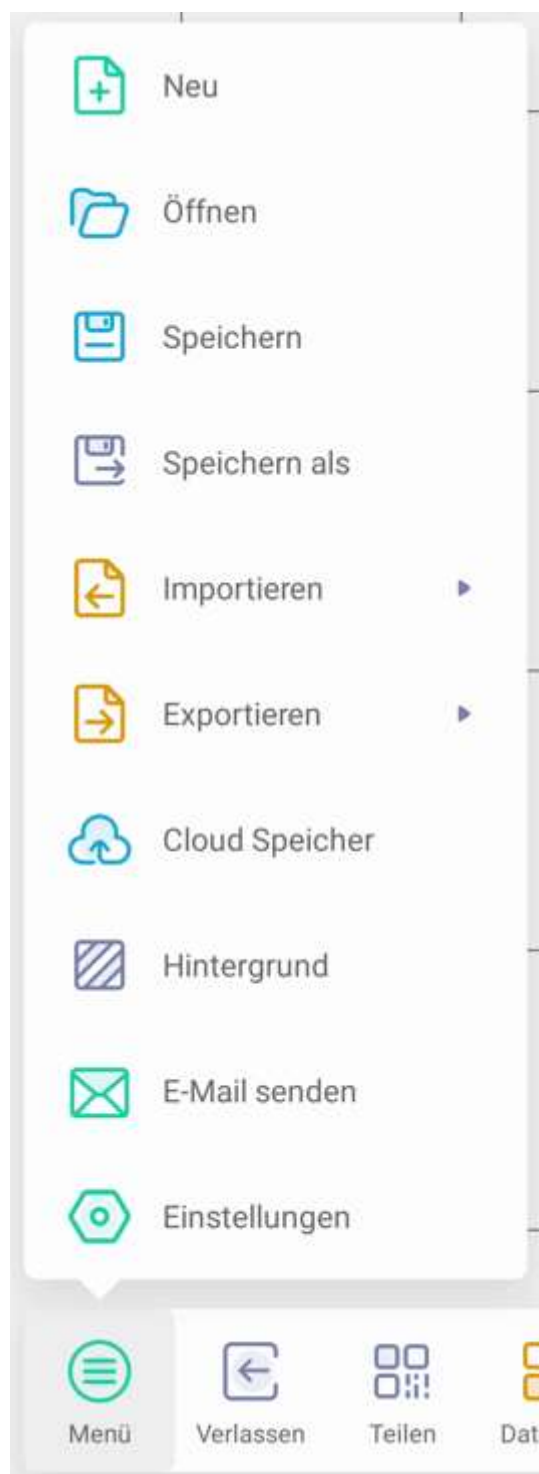 Neu
Öffnen
Speichern
Speichern als
Importieren
Exportieren
Cloud Speicher
Hintergrund
E-Mail senden
Einstellungen
Menü Verlassen Teilen